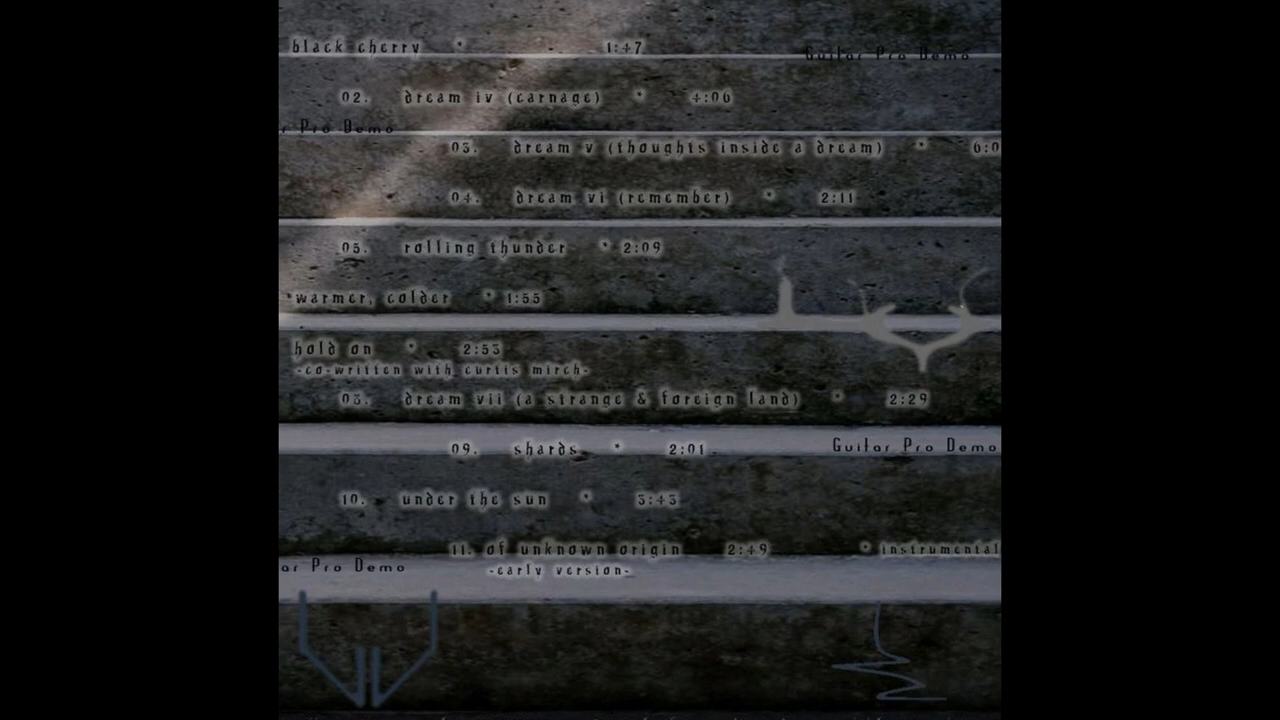 black cherry * 1:47
Guitar Pro Demo
02. dream iv (carnage) * 4:06
r Pro Demo
03. dream v (thoughts inside a dream) * 6:0
04. dream vi (remember) * 2:11
05. rolling thunder * 2:09
*warmer, colder * 1:55
hold on * 2:53
-co-written with curtis mirch-
03. dream vii (a strange & foreign land) * 2:29
09. shards * 2:01
Guitar Pro Demo
10. under the sun * 3:43
11. of unknown origin 2:49 * instrumental
ar Pro Demo
-early version-